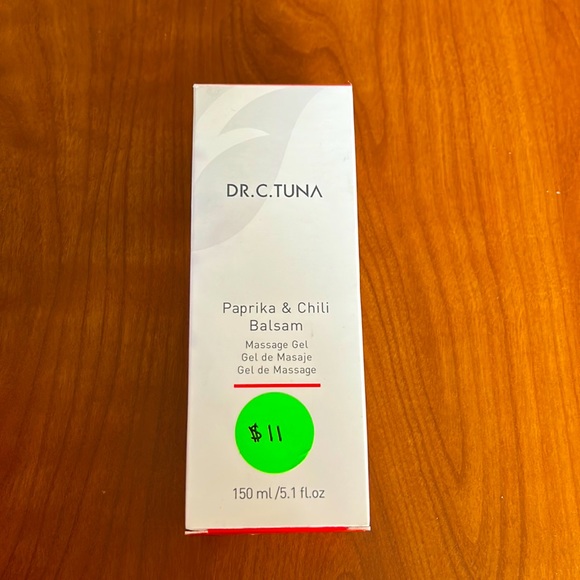 DR.C.TUNA
Paprika & Chili
Balsam
Massage Gel
Gel de Masaje
Gel de Massage
$11
150 ml /5.1 fl.oz